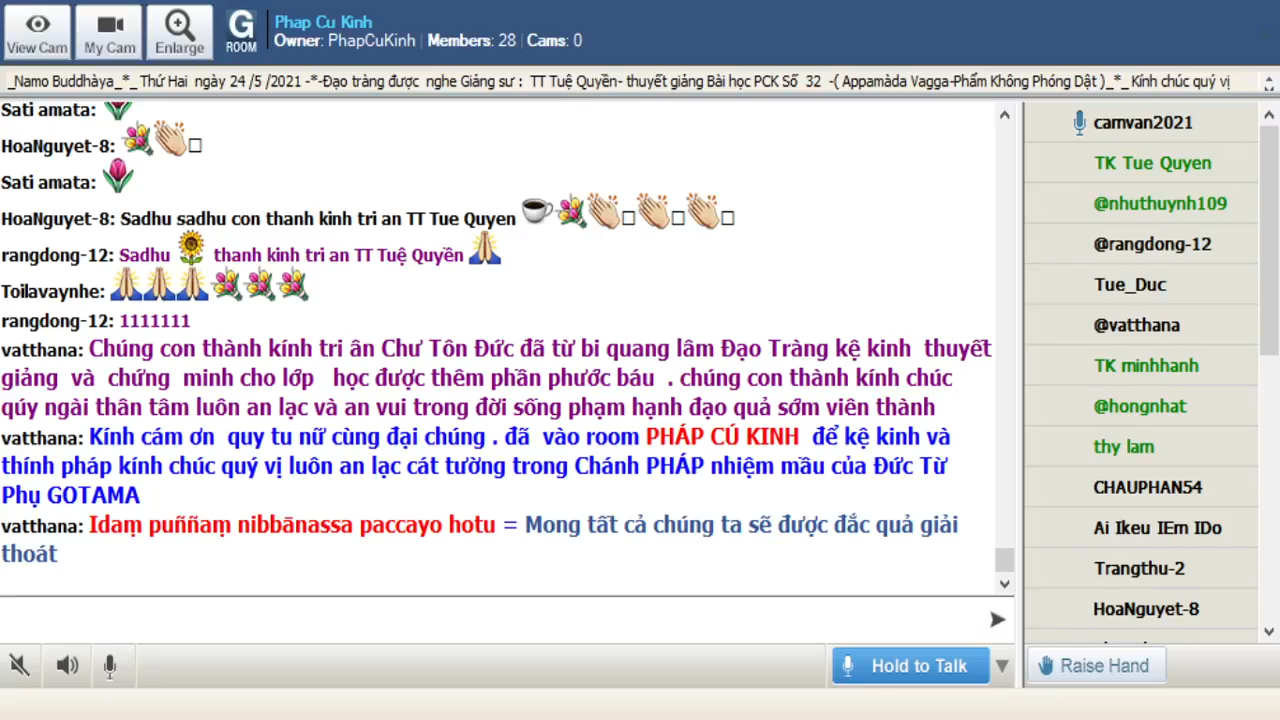 View Cam
My Cam
Enlarge
G
ROOM
Phap Cu Kinh
Owner: PhapCuKinh | Members: 28 | Cams: 0
_Namo Buddhàya_*_ Thứ Hai ngày 24 /5 /2021 -*-Đạo tràng được nghe Giảng sư : TT Tuệ Quyền- thuyết giảng Bài học PCK Số 32 -( Appamàda Vagga-Phẩm Không Phóng Dật )_*_ Kính chúc quý vị
Sati amata:
HoaNguyet-8:
Sati amata:
HoaNguyet-8: Sadhu sadhu con thanh kinh tri an TT Tue Quyen
rangdong-12: Sadhu thanh kinh tri an TT Tuệ Quyền
Toilavaynhe:
rangdong-12: 1111111
vatthana: Chúng con thành kính tri ân Chư Tôn Đức đã từ bi quang lâm Đạo Tràng kệ kinh thuyết
giảng và chứng minh cho lớp học được thêm phần phước báu . chúng con thành kính chúc
qúy ngài thân tâm luôn an lạc và an vui trong đời sống phạm hạnh đạo quả sớm viên thành
vatthana: Kính cám ơn quy tu nữ cùng đại chúng . đã vào room PHÁP CÚ KINH để kệ kinh và
thính pháp kính chúc quý vị luôn an lạc cát tường trong Chánh PHÁP nhiệm mầu của Đức Từ
Phụ GOTAMA
vatthana: Idaṃ puññaṃ nibbānassa paccayo hotu = Mong tất cả chúng ta sẽ được đắc quả giải
thoát
camvan2021
TK Tue Quyen
@nhuthuynh109
@rangdong-12
Tue_Duc
@vatthana
TK minhhanh
@hongnhat
thy lam
CHAUPHAN54
Ai Ikeu IEm IDo
Trangthu-2
HoaNguyet-8
Hold to Talk
Raise Hand